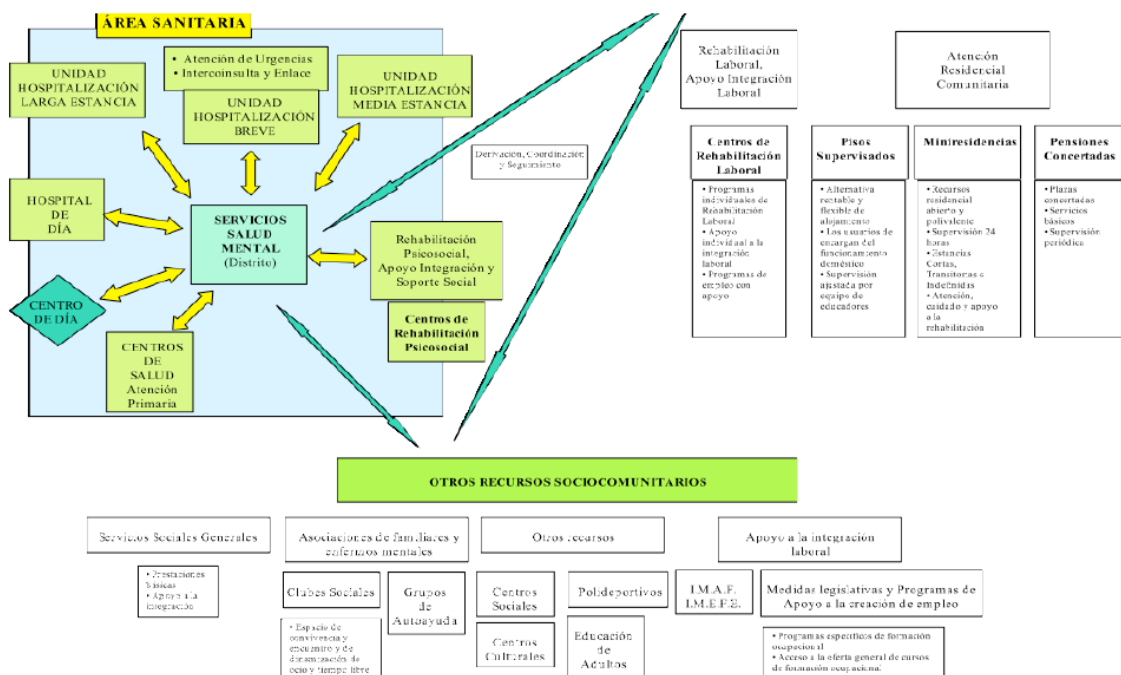 ÁREA SANITARIA
UNIDAD
HOSPITALIZACIÓN
LARGA ESTANCIA
• Atención de Urgencias
• Interconsulta y Enlace
UNIDAD
HOSPITALIZACIÓN
BREVE
UNIDAD
HOSPITALIZACIÓN
MEDIA ESTANCIA
HOSPITAL
DE
DÍA
SERVICIOS
SALUD
MENTAL
(Distrito)
Rehabilitación
Psicosocial,
Apoyo Integración y
Soporte Social
Centros de
Rehabilitación
Psicosocial
CENTRO
DE DÍA
CENTROS
DE
SALUD
Atención
Primaria
Derivación, Coordinación
y Seguimiento
Rehabilitación
Laboral,
Apoyo Integración
Laboral
Atención
Residencial
Comunitaria
Centros de
Rehabilitación
Laboral
• Programas
individuales de
Rehabilitación
Laboral
• Apoyo
individual a la
integración
laboral
• Programas de
empleo con
apoyo
Pisos
Supervisados
• Alternativa
rentable y
flexible de
alojamiento
• Los usuarios de
encargan del
funcionamiento
doméstico
• Supervisión
ajustada por
equipo de
educadores
Miniresidencias
• Recursos
residencial
abierto y
polivalente
• Supervisión 24
horas
• Estancias
Cortas,
Transitorias o
Indefinidas
• Atención,
cuidado y apoyo
a la
rehabilitación
Pensiones
Concertadas
• Plazas
concertadas
• Servicios
básicos
• Supervisión
periódica
OTROS RECURSOS SOCIOCOMUNITARIOS
Servicios Sociales Generales
• Prestaciones
básicas
• Apoyo a la
integración
Asociaciones de familiares y
enfermos mentales
Clubes Sociales
• Espacio de
convivencia y
encuentro y de
dinamización de
ocio y tiempo libre
Grupos
de
Autoayuda
Otros recursos
Centros
Sociales
Centros
Culturales
Polideportivos
Educación
de
Adultos
Apoyo a la integración
laboral
I.M.A.F.
I.M.E.F.E.
Medidas legislativas y Programas de
Apoyo a la creación de empleo
• Programas específicos de formación
ocupacional
• Acceso a la oferta general de cursos
de formación ocupacional